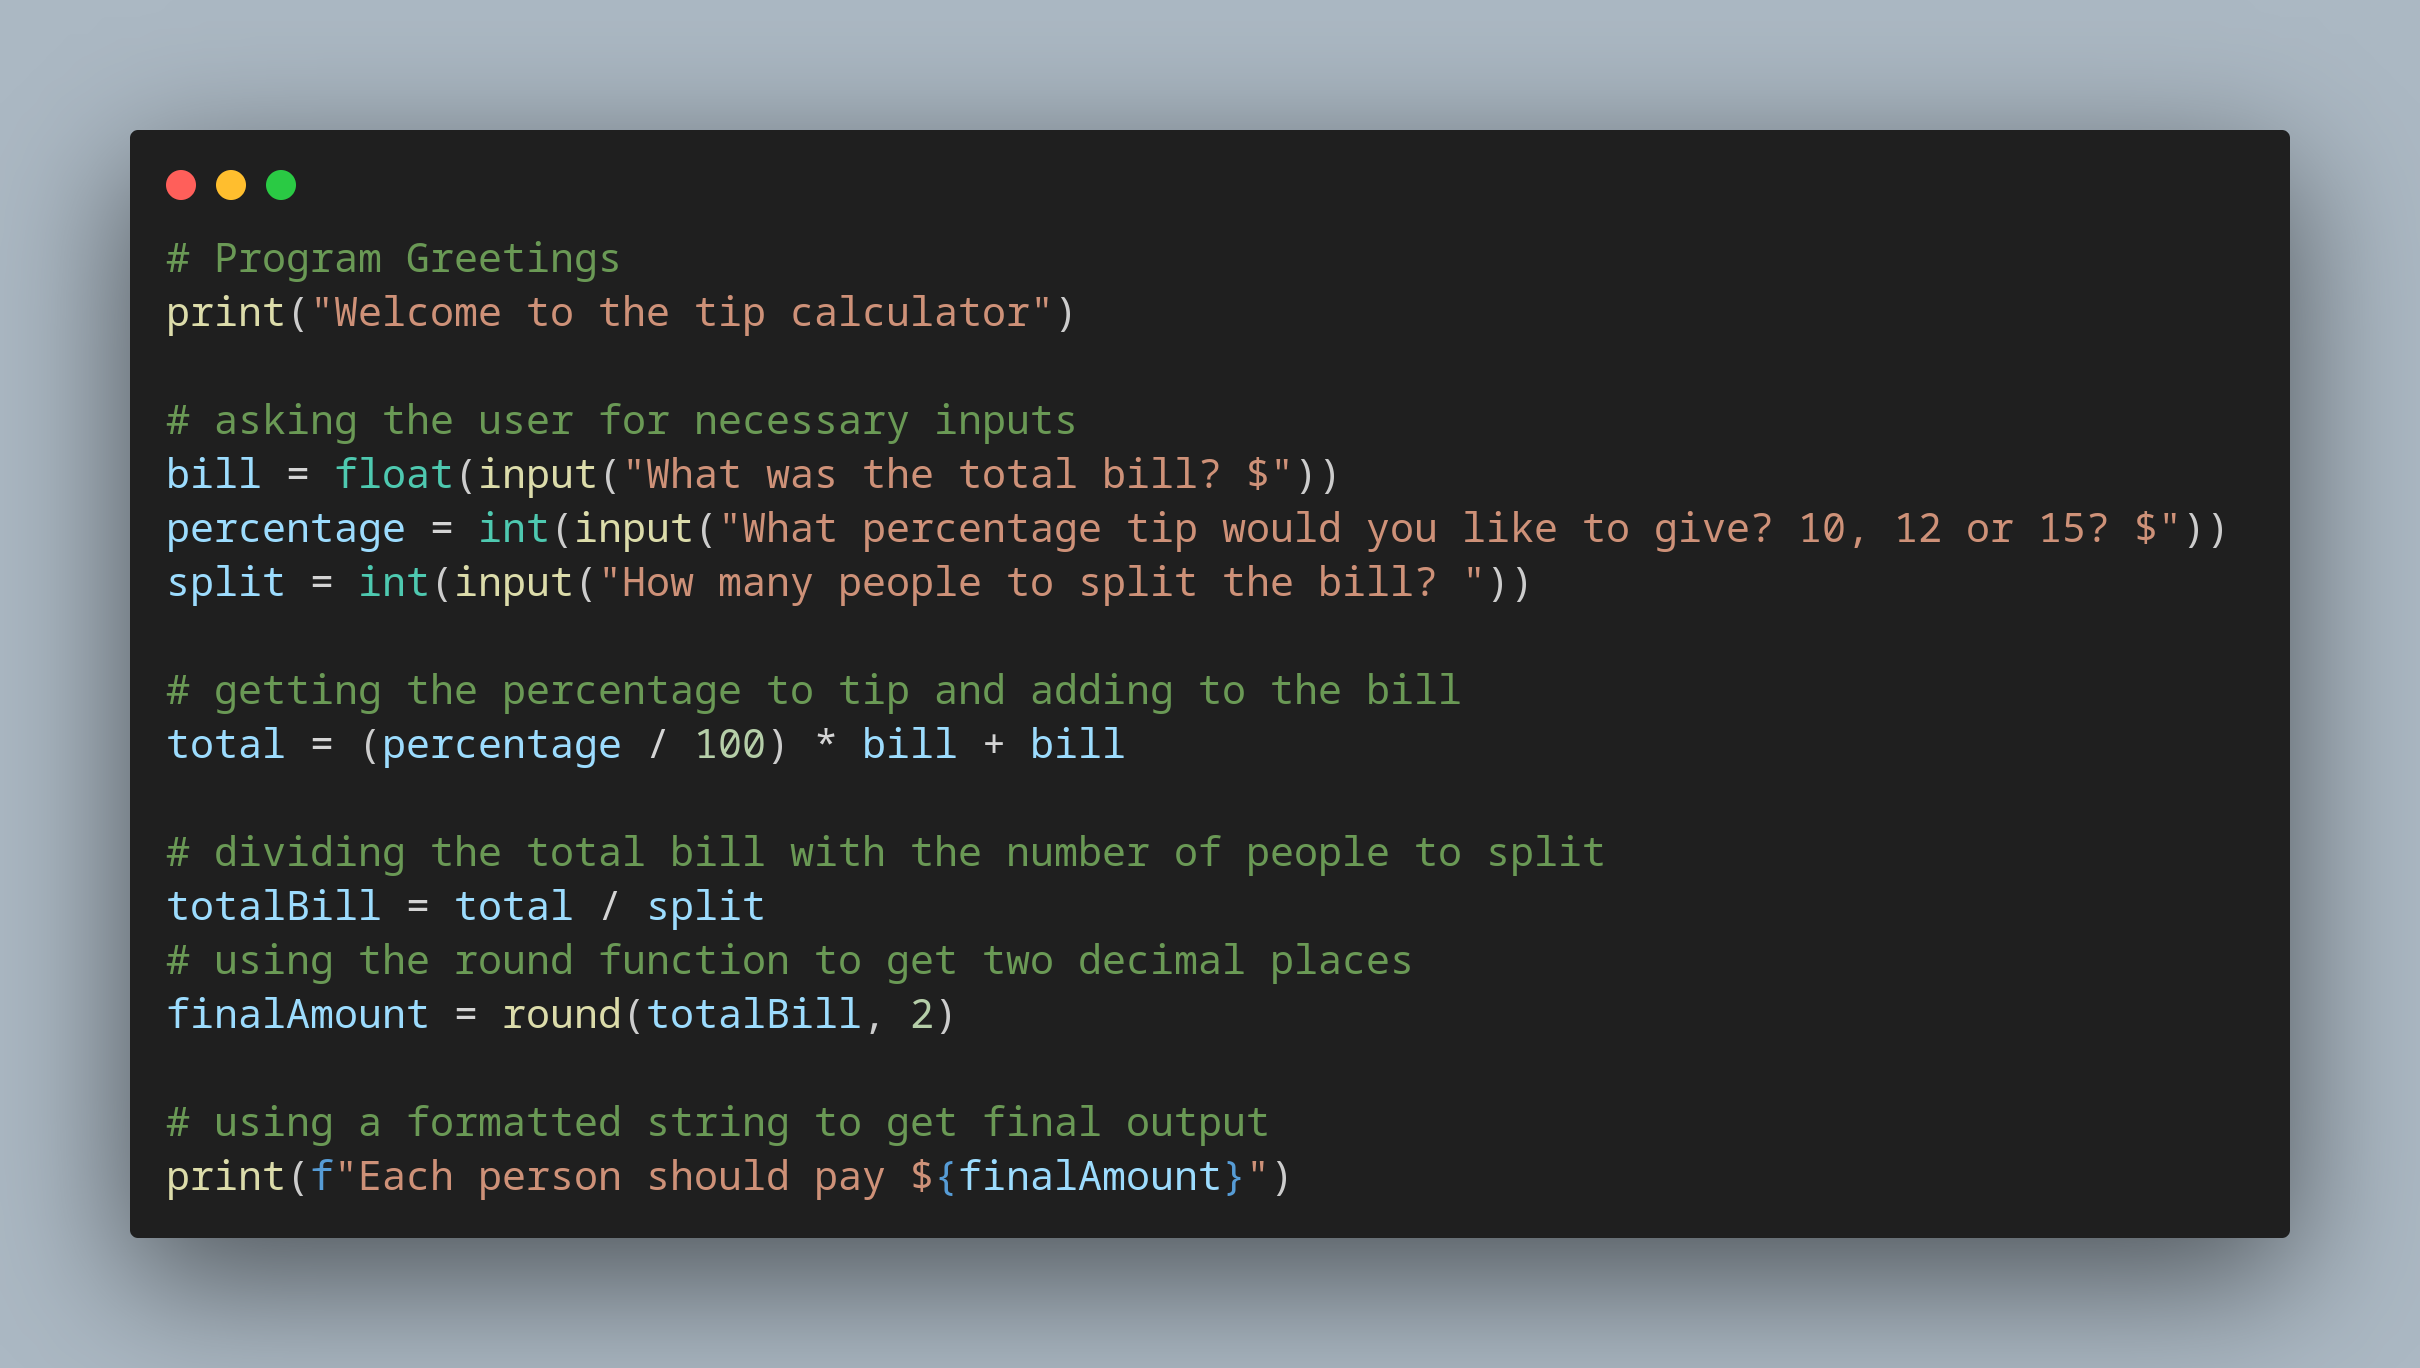 # Program Greetings
print("Welcome to the tip calculator")
# asking the user for necessary inputs
bill = float(input("What was the total bill? $"))
percentage = int(input("What percentage tip would you like to give? 10, 12 or 15? $"))
split = int(input("How many people to split the bill? "))
# getting the percentage to tip and adding to the bill
total = (percentage / 100) * bill + bill
# dividing the total bill with the number of people to split
totalBill = total / split
# using the round function to get two decimal places
finalAmount = round(totalBill, 2)
# using a formatted string to get final output
print(f"Each person should pay ${finalAmount}")